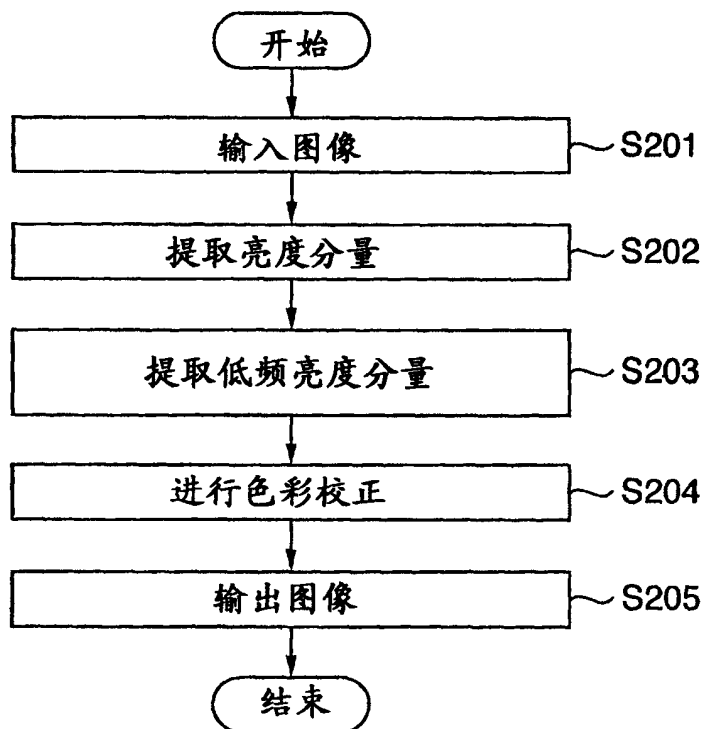 开始
输入图像 S201
提取亮度分量 S202
提取低频亮度分量 S203
进行色彩校正 S204
输出图像 S205
结束